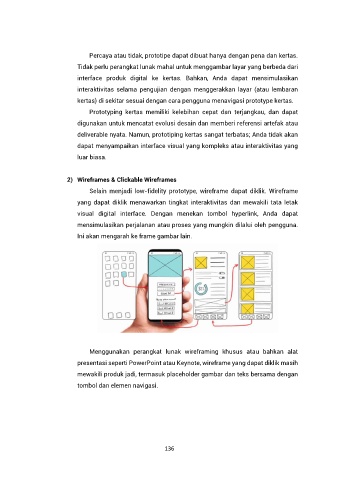 Percaya atau tidak, prototipe dapat dibuat hanya dengan pena dan kertas.
Tidak perlu perangkat lunak mahal untuk menggambar layar yang berbeda dari
interface produk digital ke kertas. Bahkan, Anda dapat mensimulasikan
interaktivitas selama pengujian dengan menggerakkan layar (atau lembaran
kertas) di sekitar sesuai dengan cara pengguna menavigasi prototype kertas.
Prototyping kertas memiliki kelebihan cepat dan terjangkau, dan dapat
digunakan untuk mencatat evolusi desain dan memberi referensi artefak atau
deliverable nyata. Namun, prototiping kertas sangat terbatas; Anda tidak akan
dapat menyampaikan interface visual yang kompleks atau interaktivitas yang
luar biasa.
2) Wireframes & Clickable Wireframes
Selain menjadi low-fidelity prototype, wireframe dapat diklik. Wireframe
yang dapat diklik menawarkan tingkat interaktivitas dan mewakili tata letak
visual digital interface. Dengan menekan tombol hyperlink, Anda dapat
mensimulasikan perjalanan atau proses yang mungkin dilalui oleh pengguna.
Ini akan mengarah ke frame gambar lain.
Menggunakan perangkat lunak wireframing khusus atau bahkan alat
presentasi seperti PowerPoint atau Keynote, wireframe yang dapat diklik masih
mewakili produk jadi, termasuk placeholder gambar dan teks bersama dengan
tombol dan elemen navigasi.
136